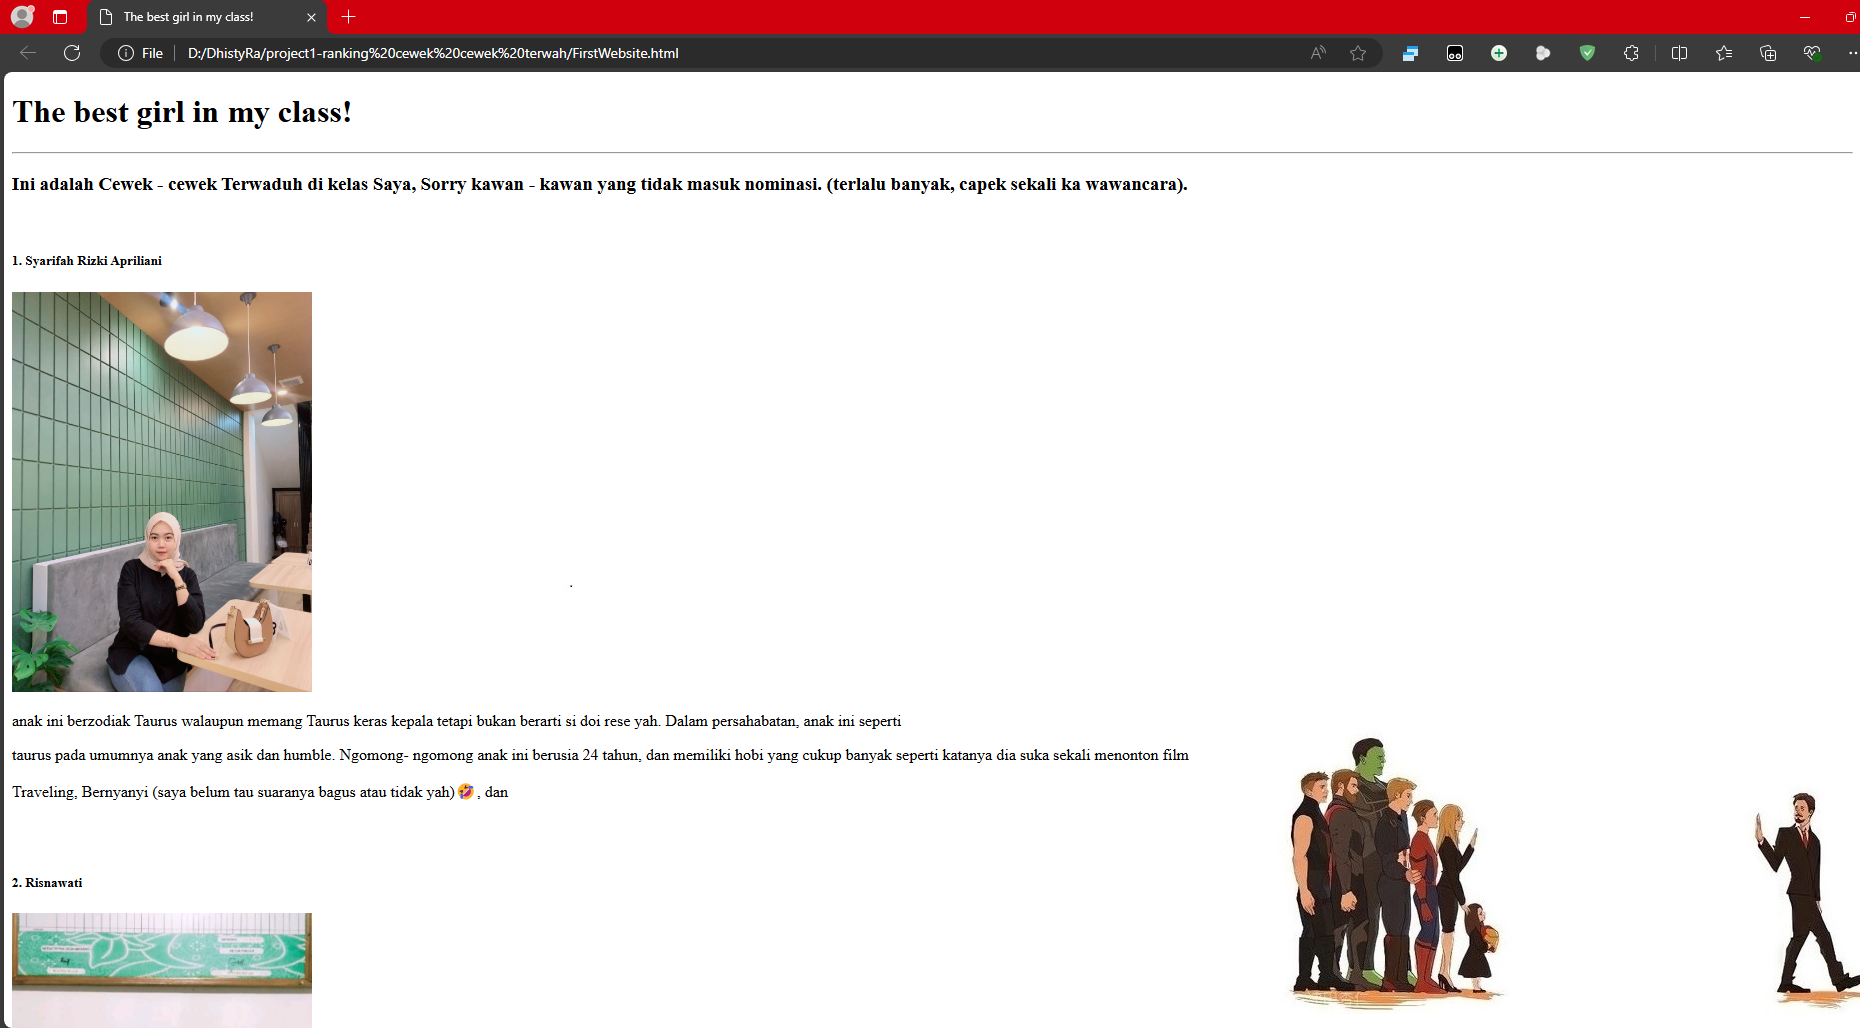 The best girl in my class!
File
D:/DhistyRa/project1-ranking%20cewek%20cewek%20terwah/FirstWebsite.html
The best girl in my class!
Ini adalah Cewek - cewek Terwaduh di kelas Saya, Sorry kawan - kawan yang tidak masuk nominasi. (terlalu banyak, capek sekali ka wawancara).
1. Syarifah Rizki Apriliani
anak ini berzodiak Taurus walaupun memang Taurus keras kepala tetapi bukan berarti si doi rese yah. Dalam persahabatan, anak ini seperti
taurus pada umumnya anak yang asik dan humble. Ngomong- ngomong anak ini berusia 24 tahun, dan memiliki hobi yang cukup banyak seperti katanya dia suka sekali menonton film
Traveling, Bernyanyi (saya belum tau suaranya bagus atau tidak yah)🤣, dan
2. Risnawati